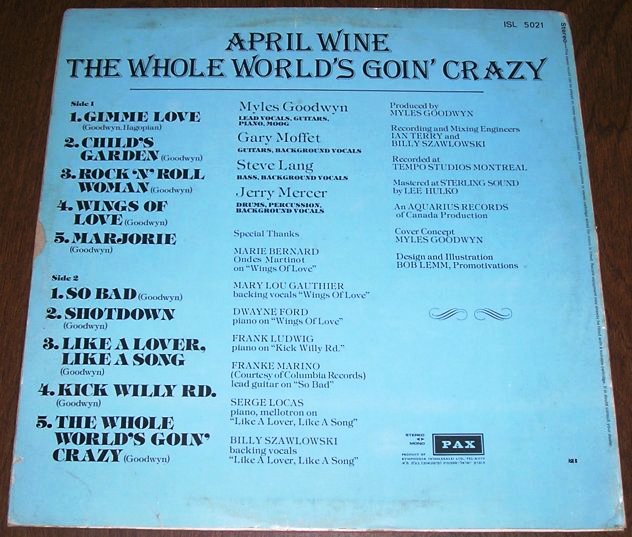 ISL 5021
APRIL WINE
THE WHOLE WORLD'S GOIN' CRAZY
Side 1
1. GIMME LOVE
(Goodwyn, Hagopian)
2. CHILD'S
GARDEN (Goodwyn)
3. ROCK 'N' ROLL
WOMAN (Goodwyn)
4. WINGS OF
LOVE (Goodwyn)
5. MARJORIE
(Goodwyn)
Side 2
1. SO BAD (Goodwyn)
2. SHOTDOWN
(Goodwyn)
3. LIKE A LOVER,
LIKE A SONG
(Goodwyn)
4. KICK WILLY RD.
(Goodwyn)
5. THE WHOLE
WORLD'S GOIN'
CRAZY (Goodwyn)
Myles Goodwyn
LEAD VOCALS, GUITARS,
PIANO, MOOG
Gary Moffet
GUITARS, BACKGROUND VOCALS
Steve Lang
BASS, BACKGROUND VOCALS
Jerry Mercer
DRUMS, PERCUSSION,
BACKGROUND VOCALS
Special Thanks
MARIE BERNARD
Ondes Martinot
on "Wings Of Love"
MARY LOU GAUTHIER
backing vocals "Wings Of Love"
DWAYNE FORD
piano on "Wings Of Love"
FRANK LUDWIG
piano on "Kick Willy Rd."
FRANKE MARINO
(Courtesy of Columbia Records)
lead guitar on "So Bad"
SERGE LOCAS
piano, mellotron on
"Like A Lover, Like A Song"
BILLY SZAWLOWSKI
backing vocals
"Like A Lover, Like A Song"
Produced by
MYLES GOODWYN
Recording and Mixing Engineers
IAN TERRY and
BILLY SZAWLOWSKI
Recorded at
TEMPO STUDIOS MONTREAL
Mastered at STERLING SOUND
by LEE HULKO
An AQUARIUS RECORDS
of Canada Production
Cover Concept
MYLES GOODWYN
Design and Illustration
BOB LEMM, Promotivations
STEREO
MONO
PAX
PRODUCT OF